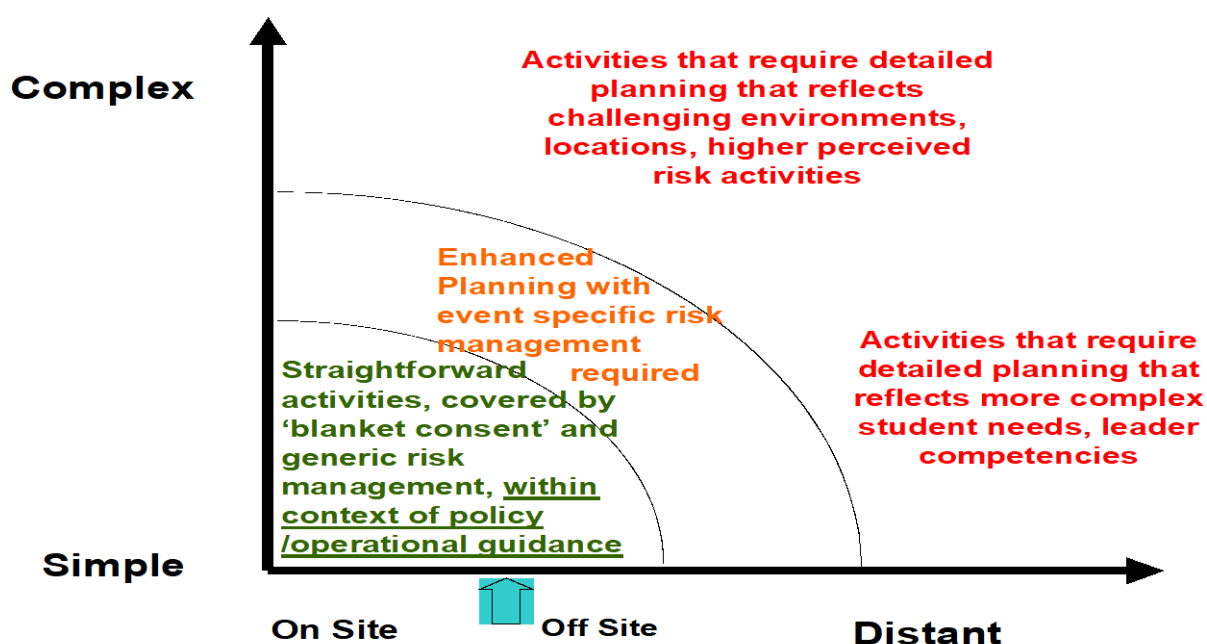 Complex
Activities that require detailed
planning that reflects
challenging environments,
locations, higher perceived
risk activities
Enhanced
Planning with
event specific risk
management
required
Straightforward
activities, covered by
‘blanket consent’ and
generic risk
management, within
context of policy
/operational guidance
Activities that require
detailed planning that
reflects more complex
student needs, leader
competencies
Simple
On Site
Off Site
Distant